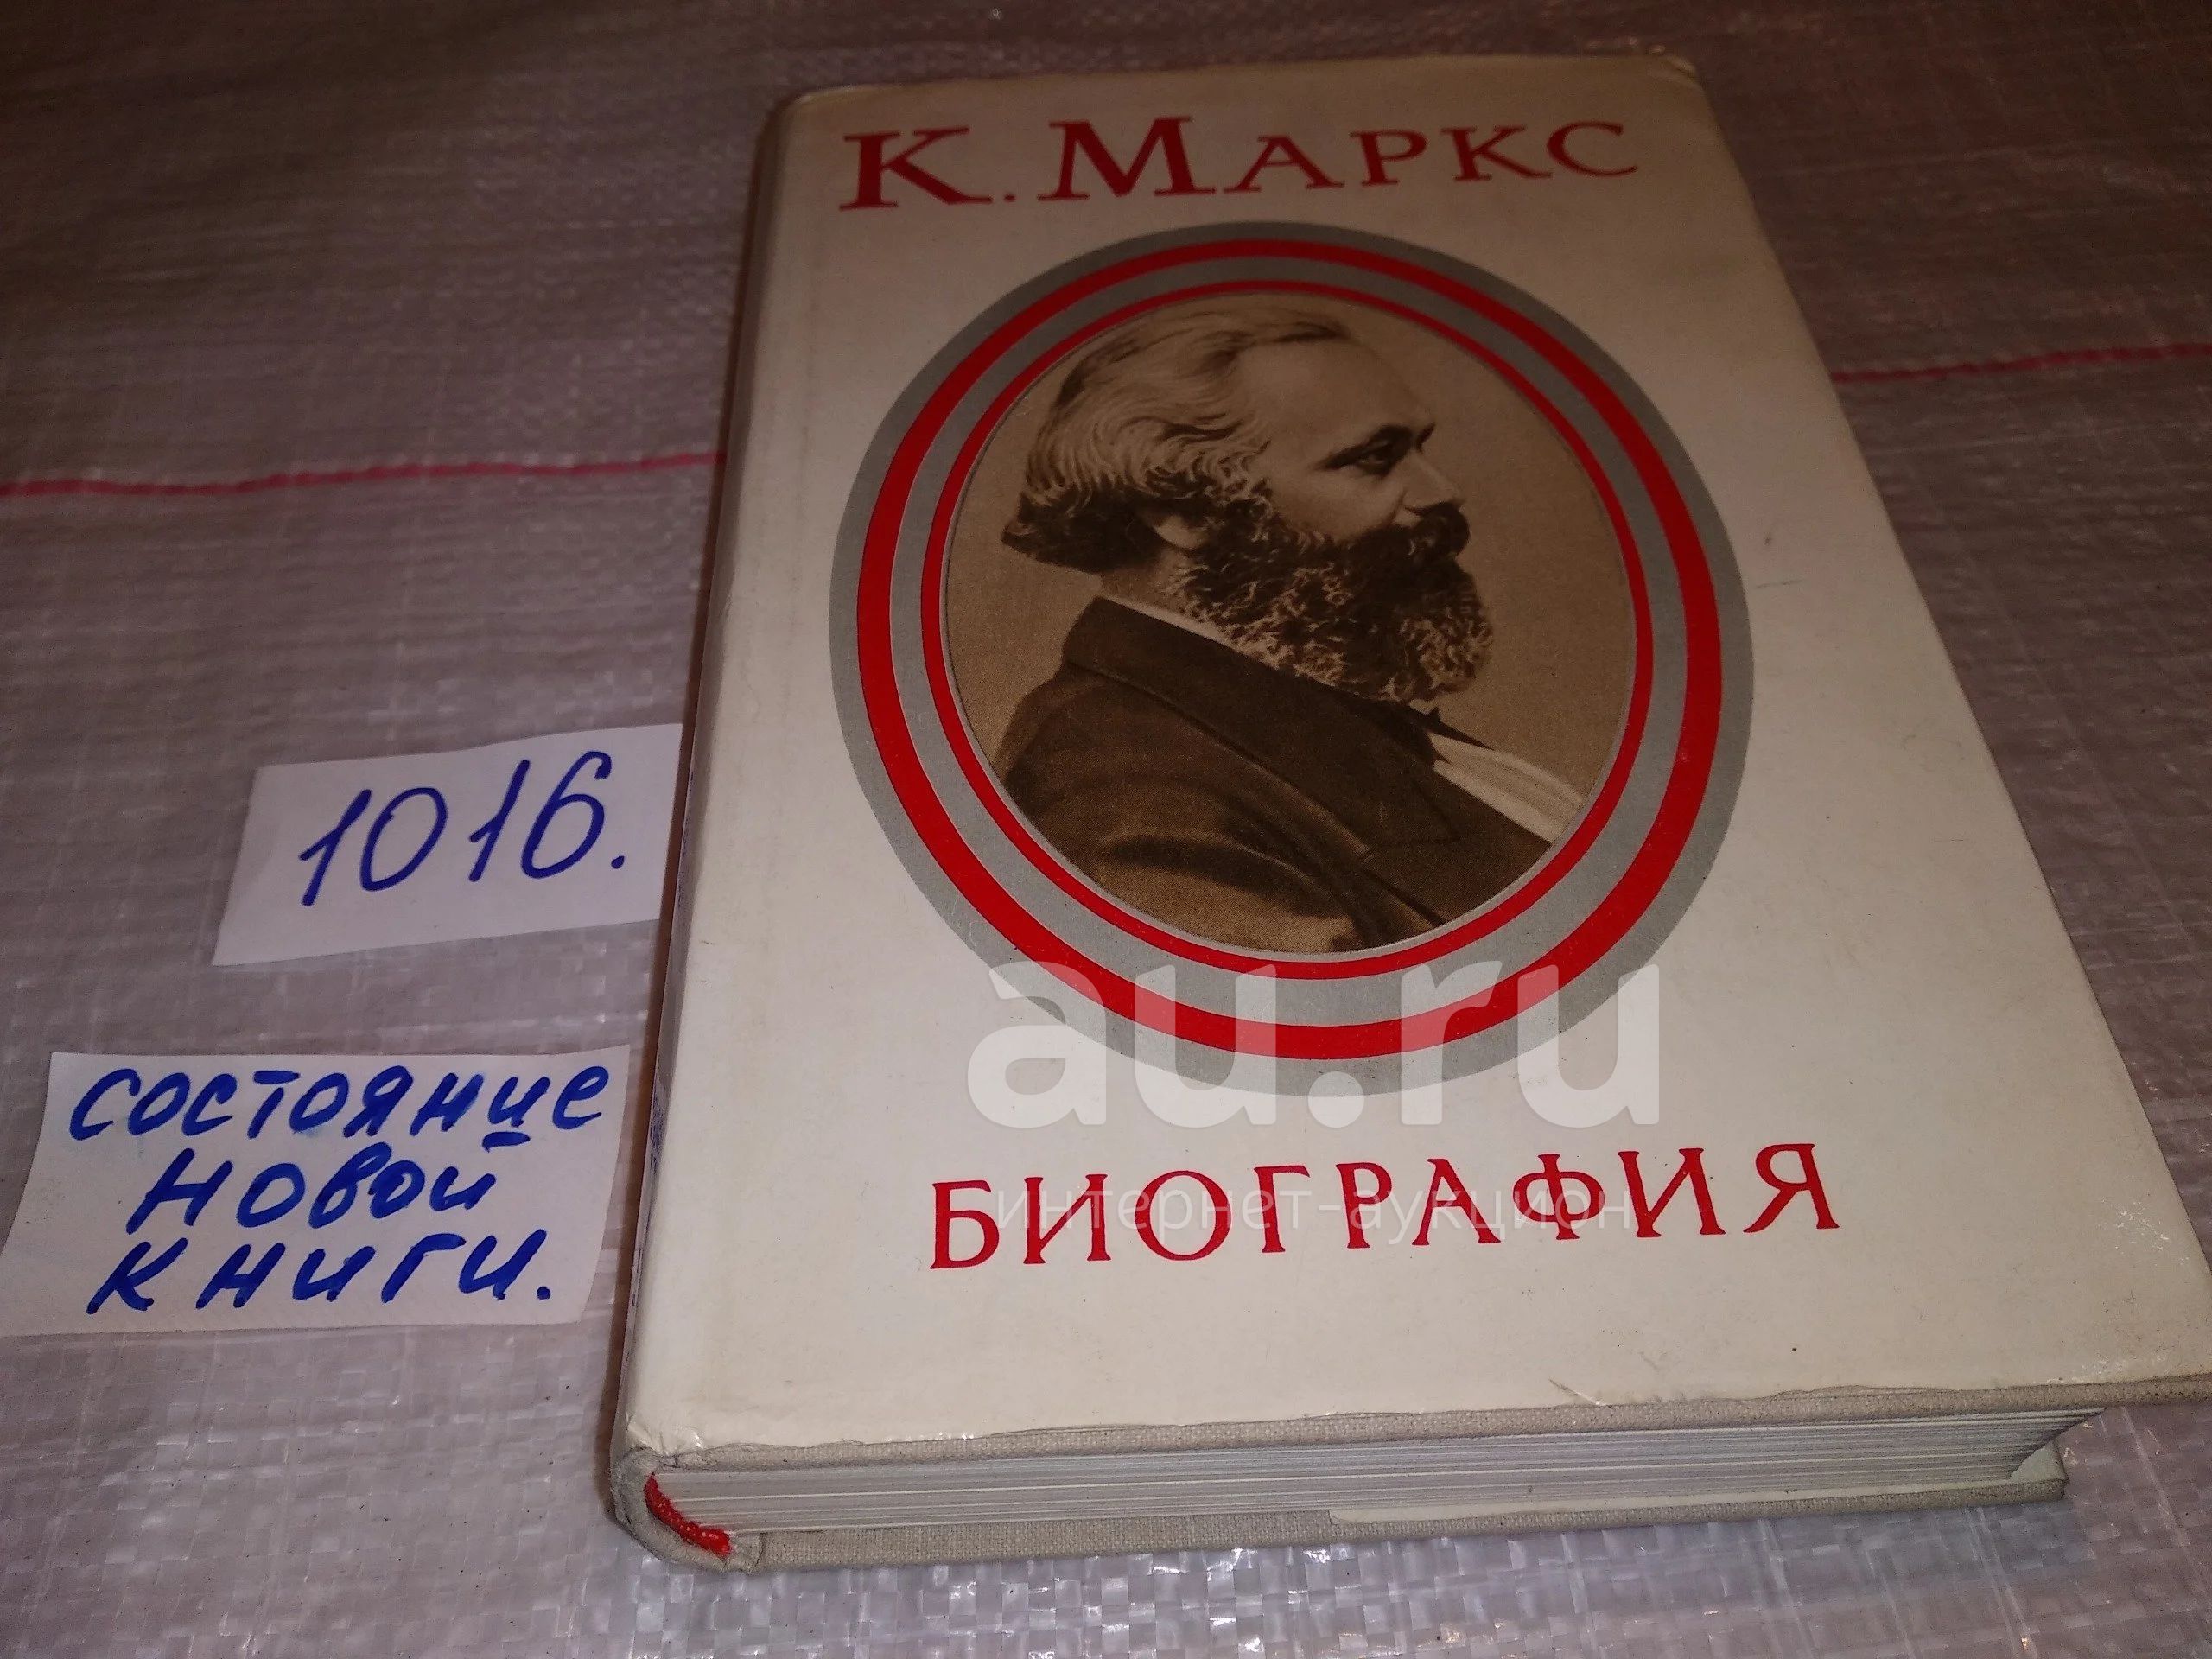 К. МАРКС
1016.
состояние
новой
книги.
au.ru
интернет-аукцион
БИОГРАФИЯ